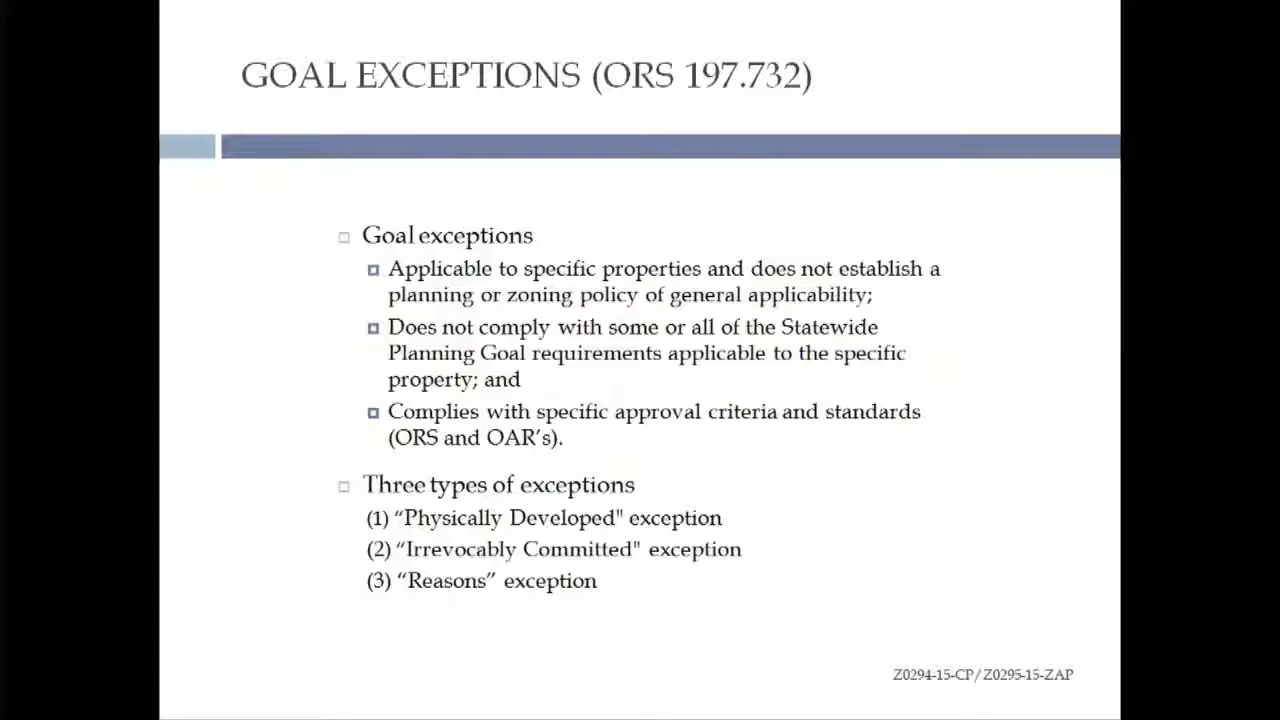 GOAL EXCEPTIONS (ORS 197.732)
Goal exceptions
Applicable to specific properties and does not establish a
planning or zoning policy of general applicability;
Does not comply with some or all of the Statewide
Planning Goal requirements applicable to the specific
property; and
Complies with specific approval criteria and standards
(ORS and OAR’s).
Three types of exceptions
(1) “Physically Developed" exception
(2) “Irrevocably Committed" exception
(3) “Reasons” exception
Z0294-15-CP/Z0295-15-ZAP